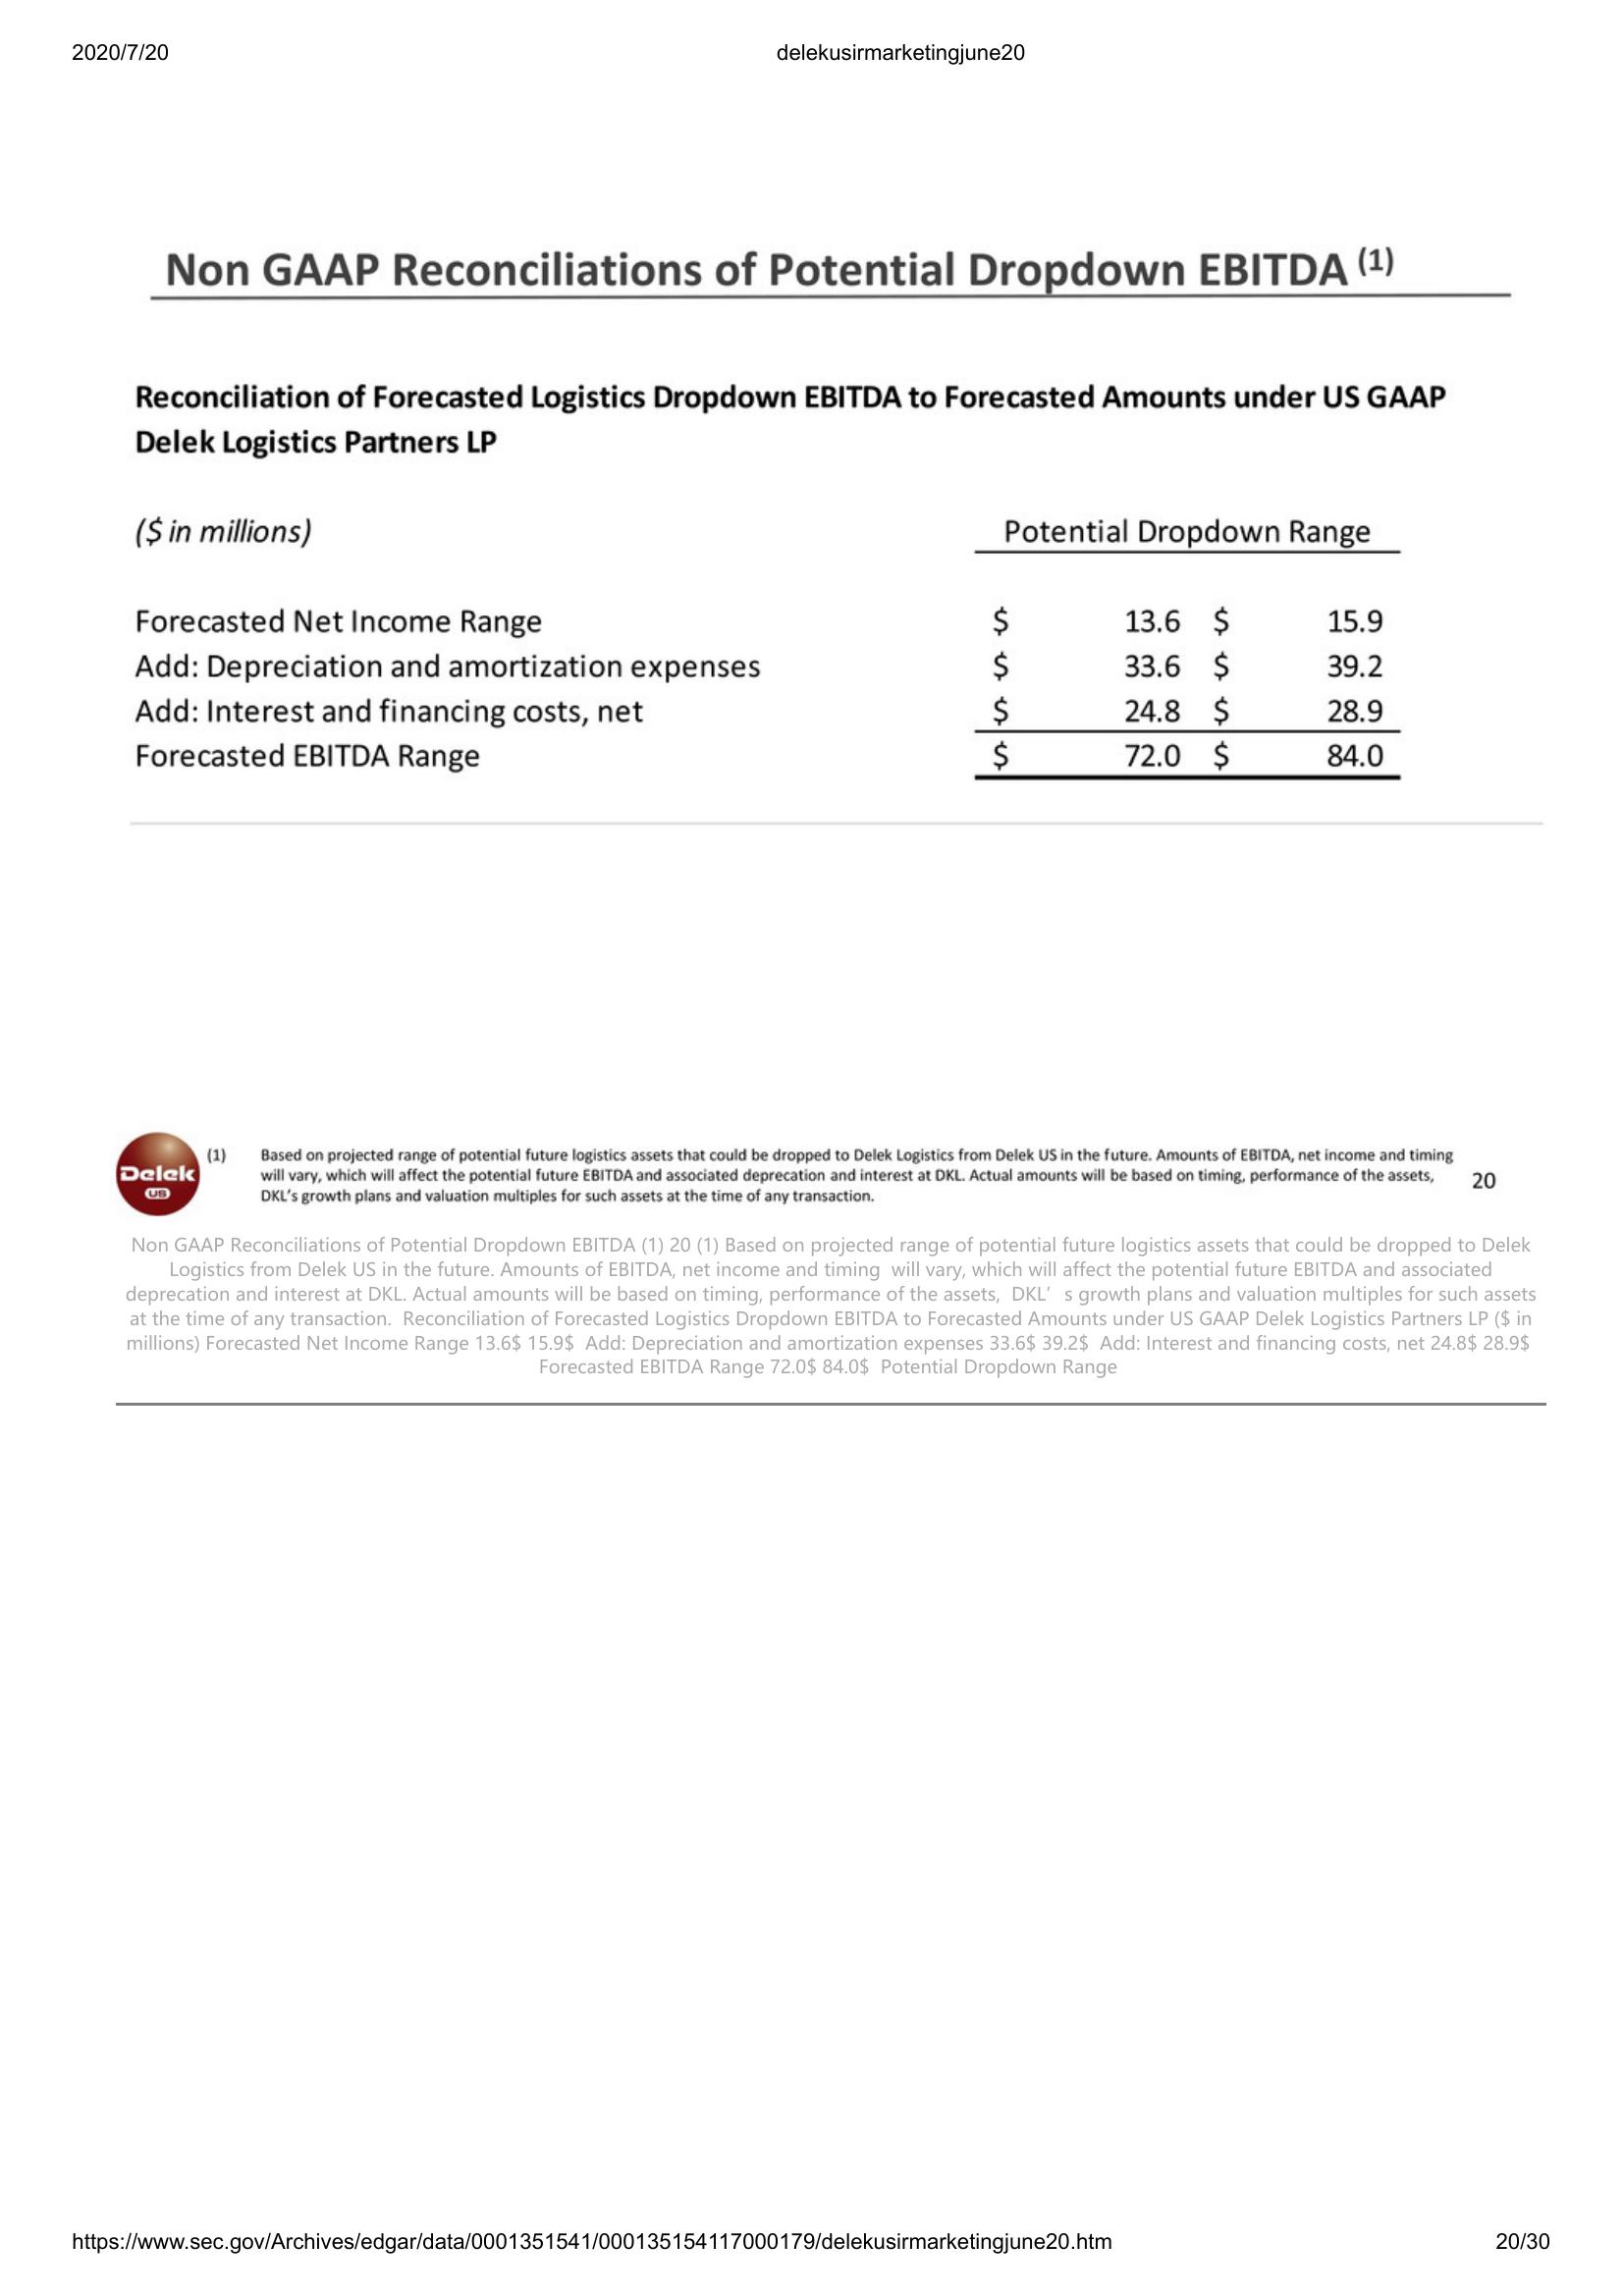 2020/7/20 delekusirmarketingjune20
Non GAAP Reconciliations of Potential Dropdown EBITDA (1)
Reconciliation of Forecasted Logistics Dropdown EBITDA to Forecasted Amounts under US GAAP
Delek Logistics Partners LP
($ in millions) Potential Dropdown Range
Forecasted Net Income Range $ 13.6 $ 15.9
Add: Depreciation and amortization expenses $ 33.6 $ 39.2
Add: Interest and financing costs, net $ 24.8 $ 28.9
Forecasted EBITDA Range $ 72.0 $ 84.0
Delek
US
(1) Based on projected range of potential future logistics assets that could be dropped to Delek Logistics from Delek US in the future. Amounts of EBITDA, net income and timing
will vary, which will affect the potential future EBITDA and associated deprecation and interest at DKL. Actual amounts will be based on timing, performance of the assets,
DKL's growth plans and valuation multiples for such assets at the time of any transaction.
20
Non GAAP Reconciliations of Potential Dropdown EBITDA (1) 20 (1) Based on projected range of potential future logistics assets that could be dropped to Delek
Logistics from Delek US in the future. Amounts of EBITDA, net income and timing will vary, which will affect the potential future EBITDA and associated
deprecation and interest at DKL. Actual amounts will be based on timing, performance of the assets, DKL’ s growth plans and valuation multiples for such assets
at the time of any transaction. Reconciliation of Forecasted Logistics Dropdown EBITDA to Forecasted Amounts under US GAAP Delek Logistics Partners LP ($ in
millions) Forecasted Net Income Range 13.6$ 15.9$ Add: Depreciation and amortization expenses 33.6$ 39.2$ Add: Interest and financing costs, net 24.8$ 28.9$
Forecasted EBITDA Range 72.0$ 84.0$ Potential Dropdown Range
https://www.sec.gov/Archives/edgar/data/0001351541/000135154117000179/delekusirmarketingjune20.htm 20/30